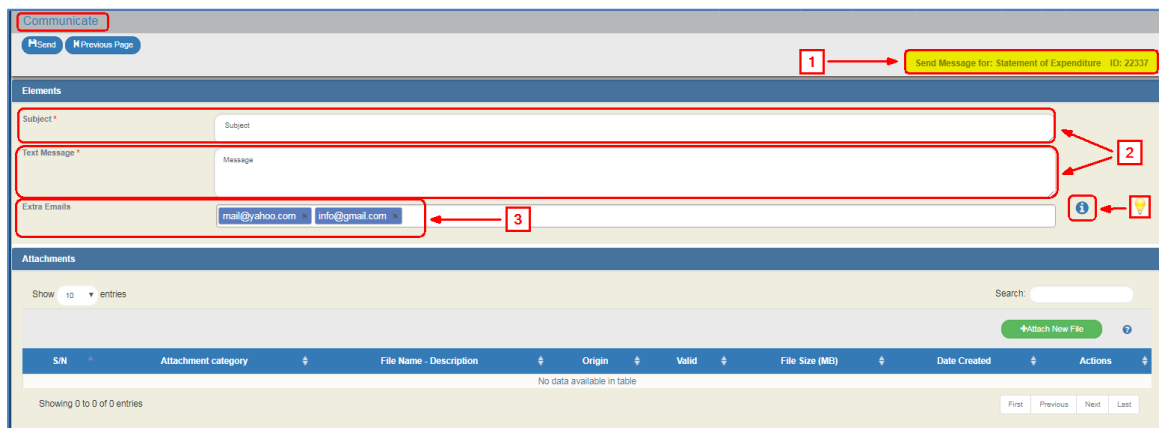 Communicate
Send Previous Page
1
Send Message for: Statement of Expenditure ID: 22337
Elements
Subject *
Subject
2
Text Message *
Message
Extra Emails
mail@yahoo.com × info@gmail.com ×
3
i
Attachments
Show 10 entries
Search:
+Attach New File ?
S/N Attachment category File Name - Description Origin Valid File Size (MB) Date Created Actions
No data available in table
Showing 0 to 0 of 0 entries
First Previous Next Last